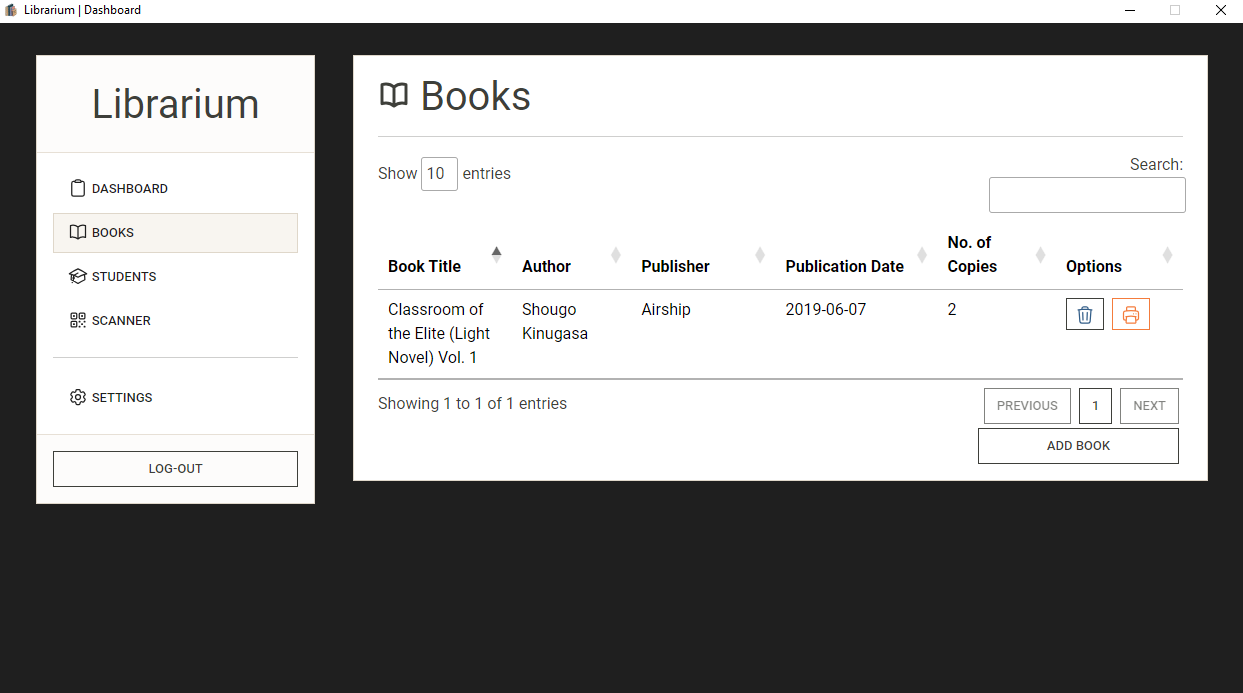 Librarium | Dashboard
Librarium
DASHBOARD
BOOKS
STUDENTS
SCANNER
SETTINGS
LOG-OUT
Books
Show 10 entries
Search:
Book Title Author Publisher Publication Date No. of Copies Options
Classroom of the Elite (Light Novel) Vol. 1 Shougo Kinugasa Airship 2019-06-07 2
Showing 1 to 1 of 1 entries
PREVIOUS 1 NEXT
ADD BOOK